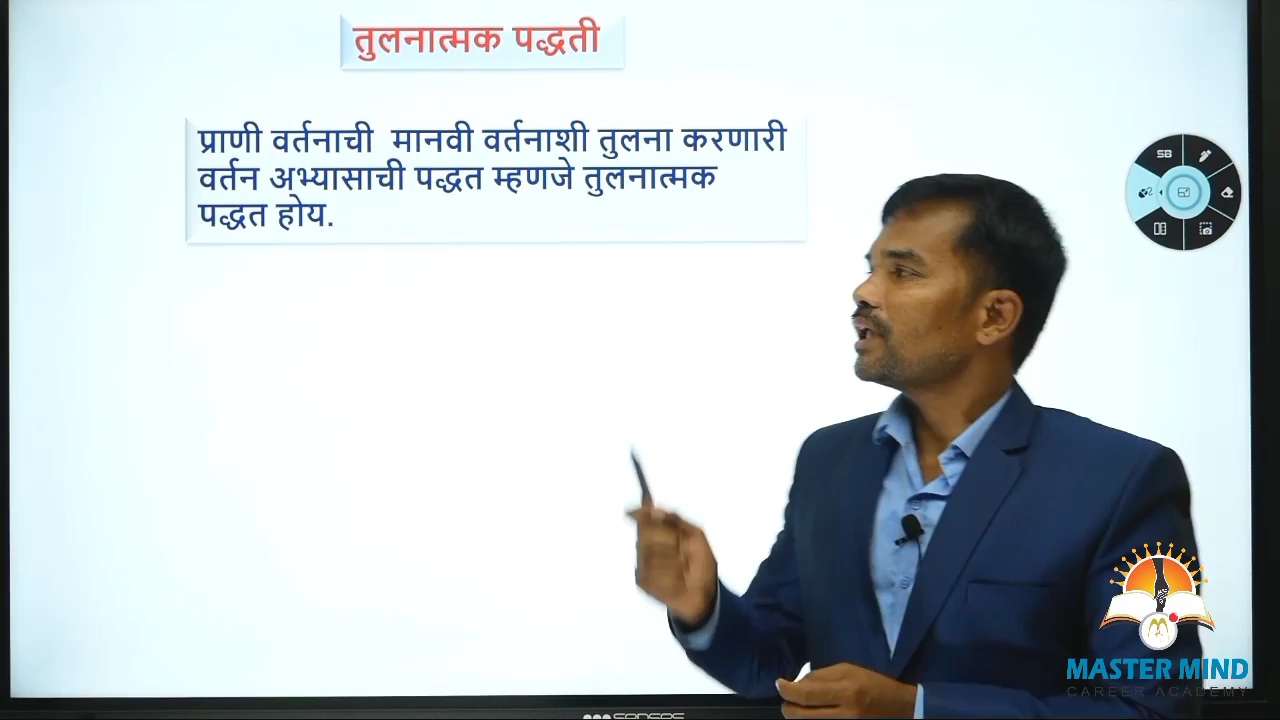 तुलनात्मक पद्धती
प्राणी वर्तनाची मानवी वर्तनाशी तुलना करणारी
वर्तन अभ्यासाची पद्धत म्हणजे तुलनात्मक
पद्धत होय.
SB
MASTER MIND
CAREER ACADEMY